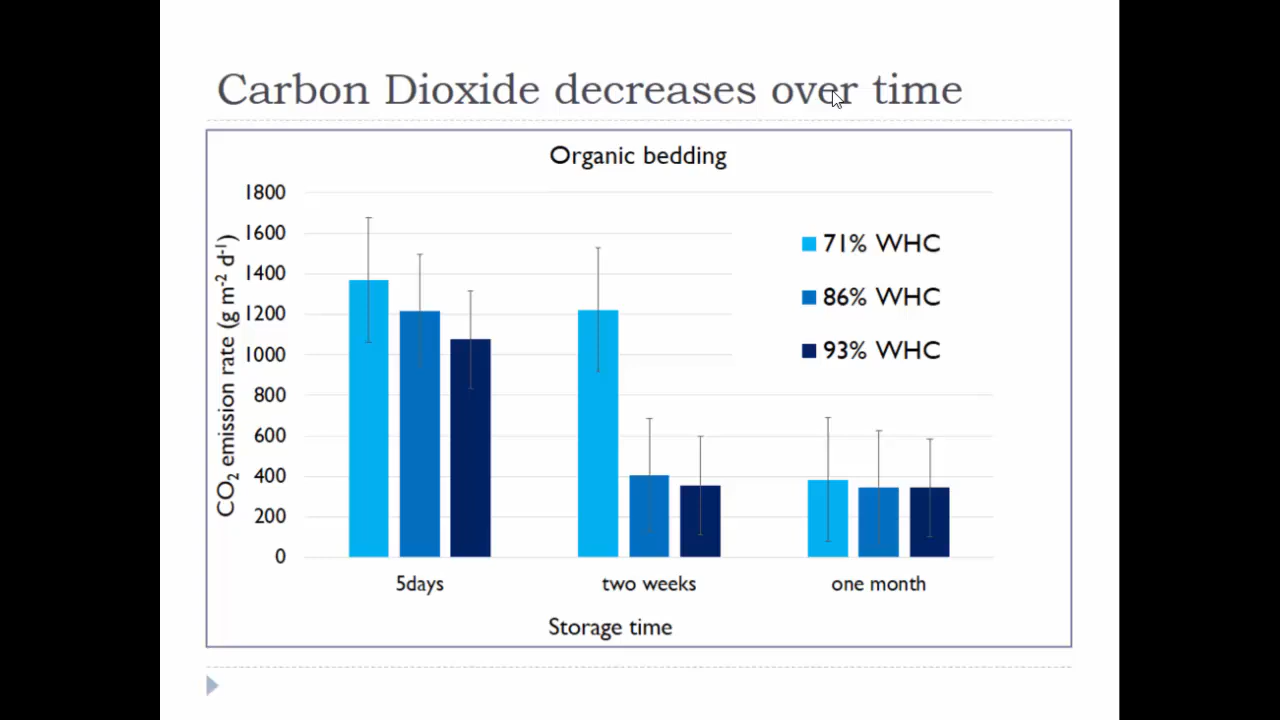 Carbon Dioxide decreases over time
Organic bedding
CO2 emission rate (g m-2 d-1)
1800
1600
1400
1200
1000
800
600
400
200
0
71% WHC
86% WHC
93% WHC
5days two weeks one month
Storage time